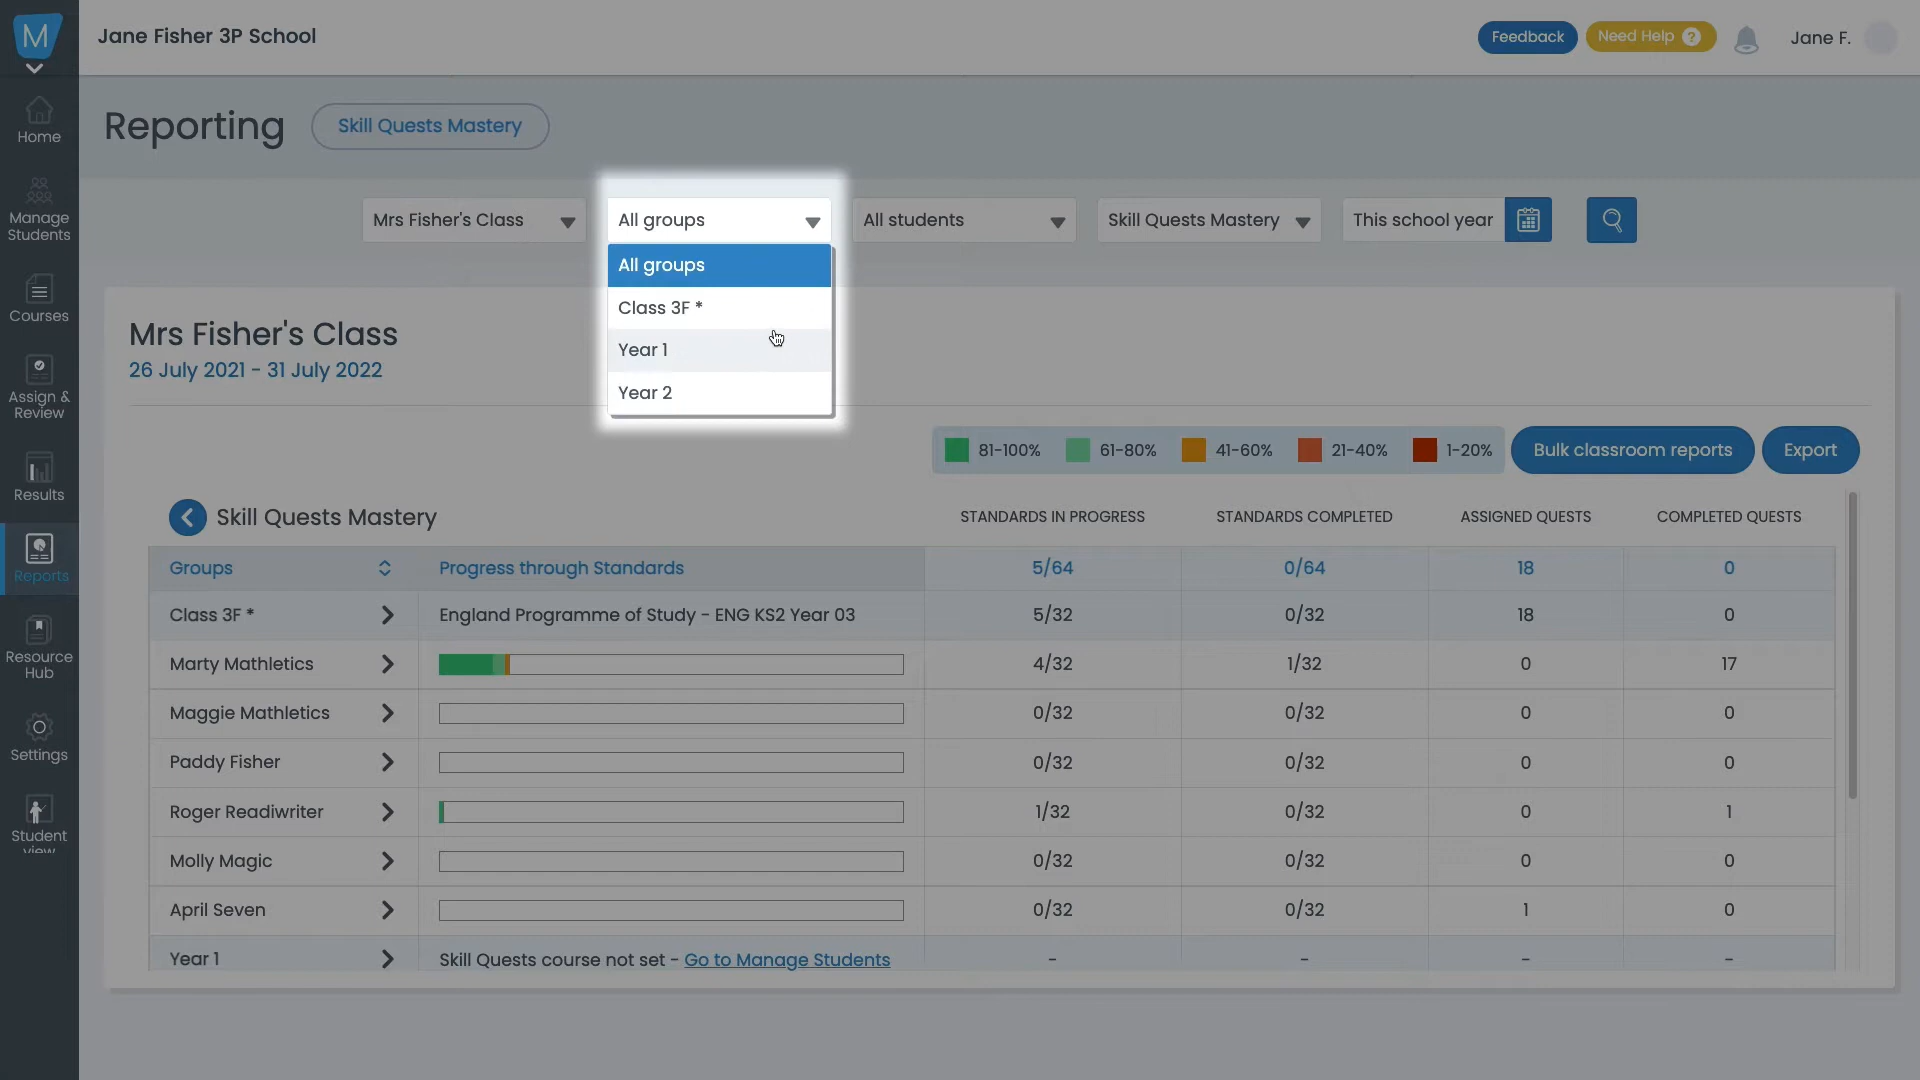 M
Jane Fisher 3P School
Feedback
Need Help ?
Jane F.
Home
Manage
Students
Courses
Assign &
Review
Results
Reports
Resource
Hub
Settings
Student
view
Reporting
Skill Quests Mastery
Mrs Fisher's Class
All groups
All students
Skill Quests Mastery
This school year
All groups
Class 3F *
Year 1
Year 2
Mrs Fisher's Class
26 July 2021 - 31 July 2022
81-100% 61-80% 41-60% 21-40% 1-20%
Bulk classroom reports
Export
Skill Quests Mastery STANDARDS IN PROGRESS STANDARDS COMPLETED ASSIGNED QUESTS COMPLETED QUESTS
Groups Progress through Standards 5/64 0/64 18 0
Class 3F * England Programme of Study - ENG KS2 Year 03 5/32 0/32 18 0
Marty Mathletics 4/32 1/32 0 17
Maggie Mathletics 0/32 0/32 0 0
Paddy Fisher 0/32 0/32 0 0
Roger Readiwriter 1/32 0/32 0 1
Molly Magic 0/32 0/32 0 0
April Seven 0/32 0/32 1 0
Year 1 Skill Quests course not set - Go to Manage Students - - - -